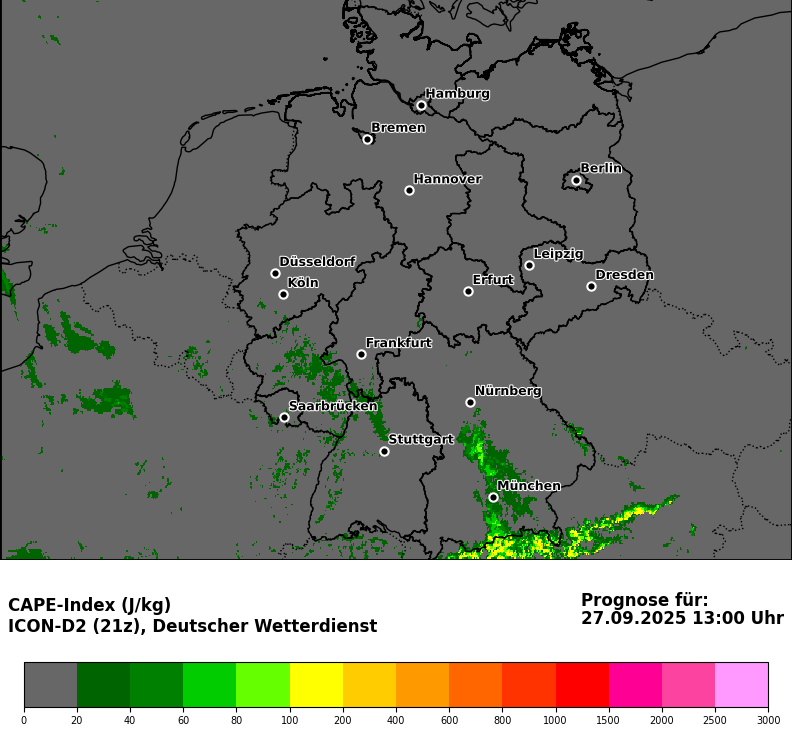 Hamburg
Bremen
Berlin
Hannover
Leipzig
Düsseldorf
Dresden
Köln
Erfurt
Frankfurt
Nürnberg
Saarbrücken
Stuttgart
München
CAPE-Index (J/kg)
ICON-D2 (21z), Deutscher Wetterdienst
Prognose für:
27.09.2025 13:00 Uhr
0 20 40 60 80 100 200 400 600 800 1000 1500 2000 2500 3000